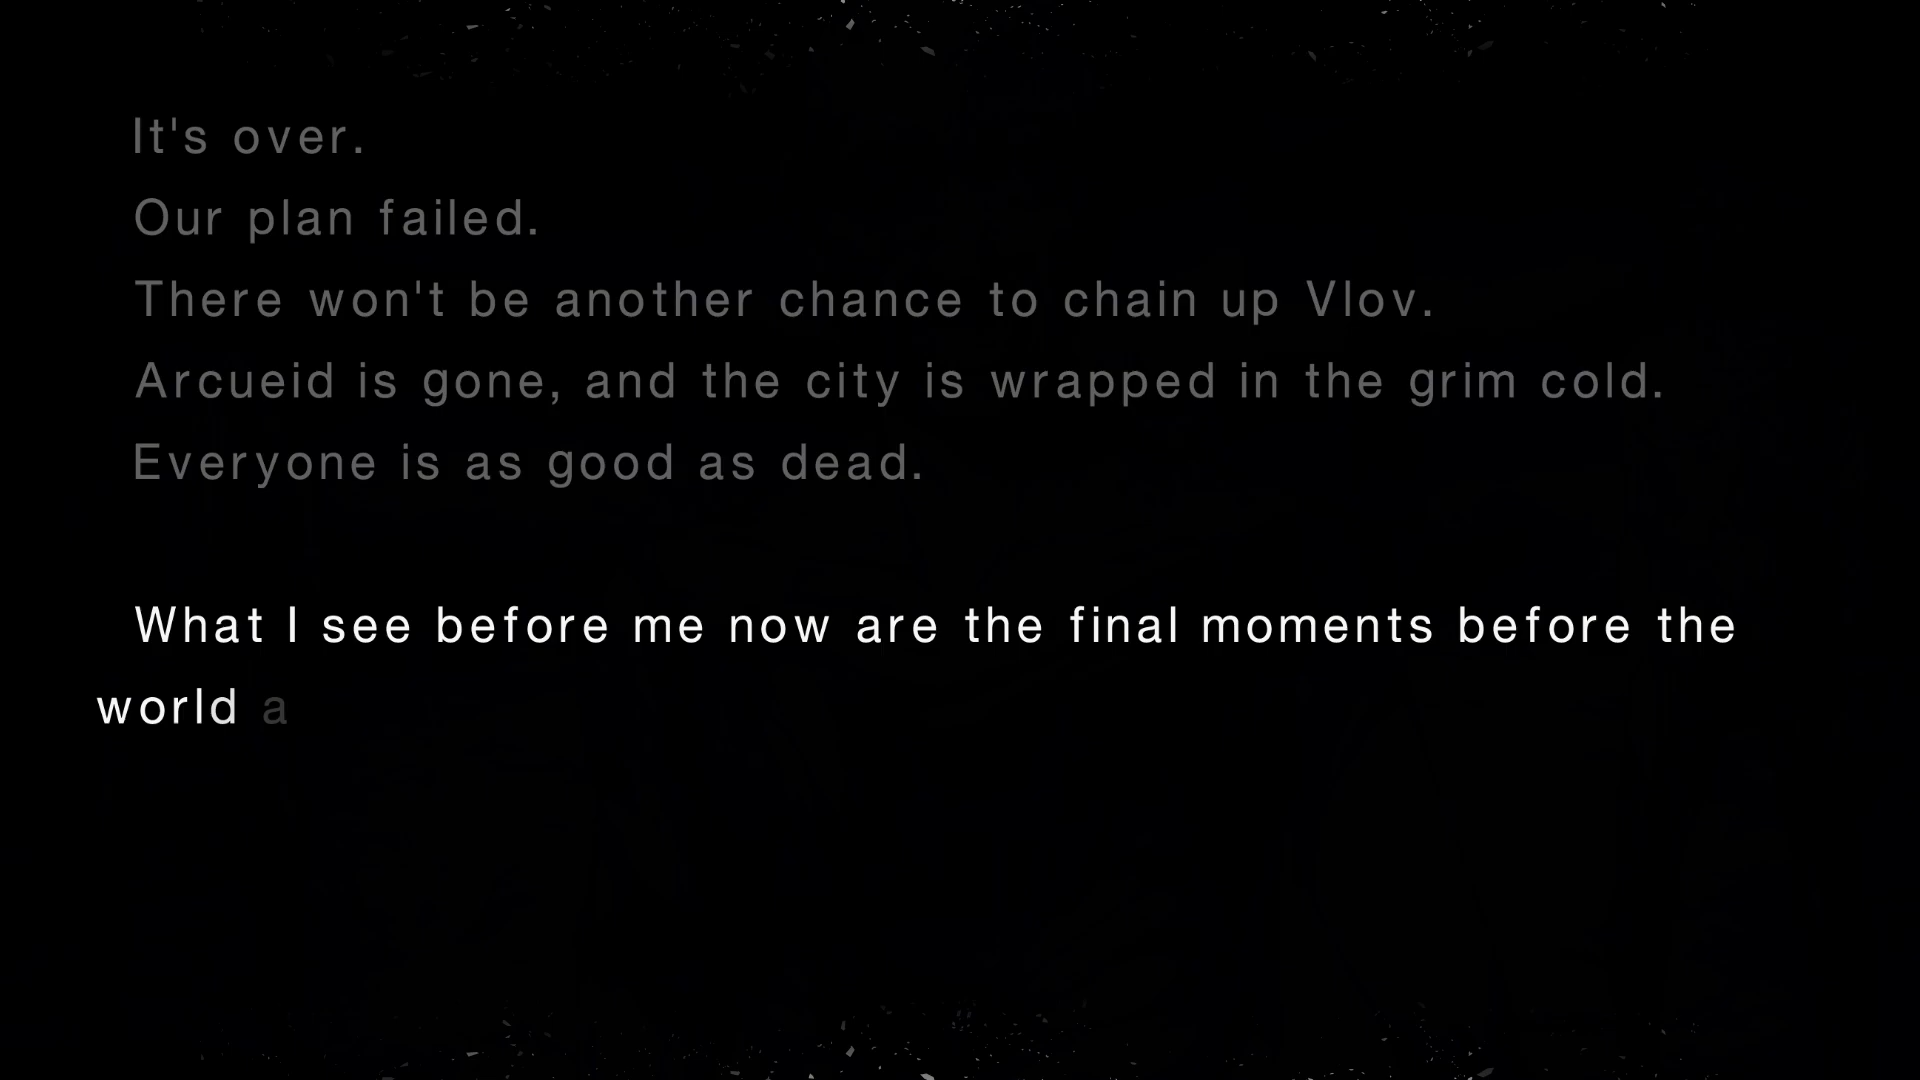 It's over.
Our plan failed.
There won't be another chance to chain up Vlov.
Arcueid is gone, and the city is wrapped in the grim cold.
Everyone is as good as dead.
What I see before me now are the final moments before the
world a